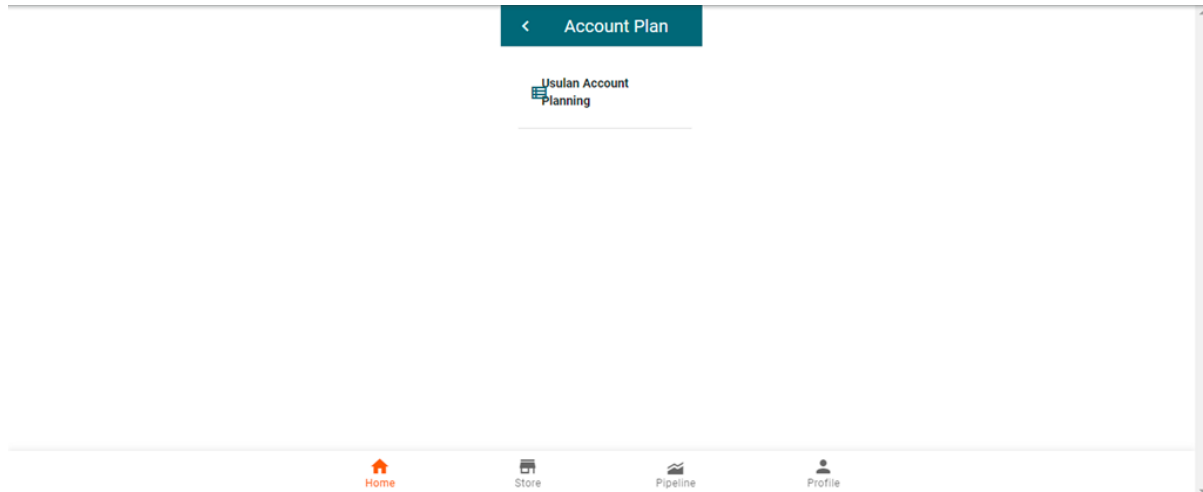 Account Plan
Usulan Account
Planning
Home
Store
Pipeline
Profile